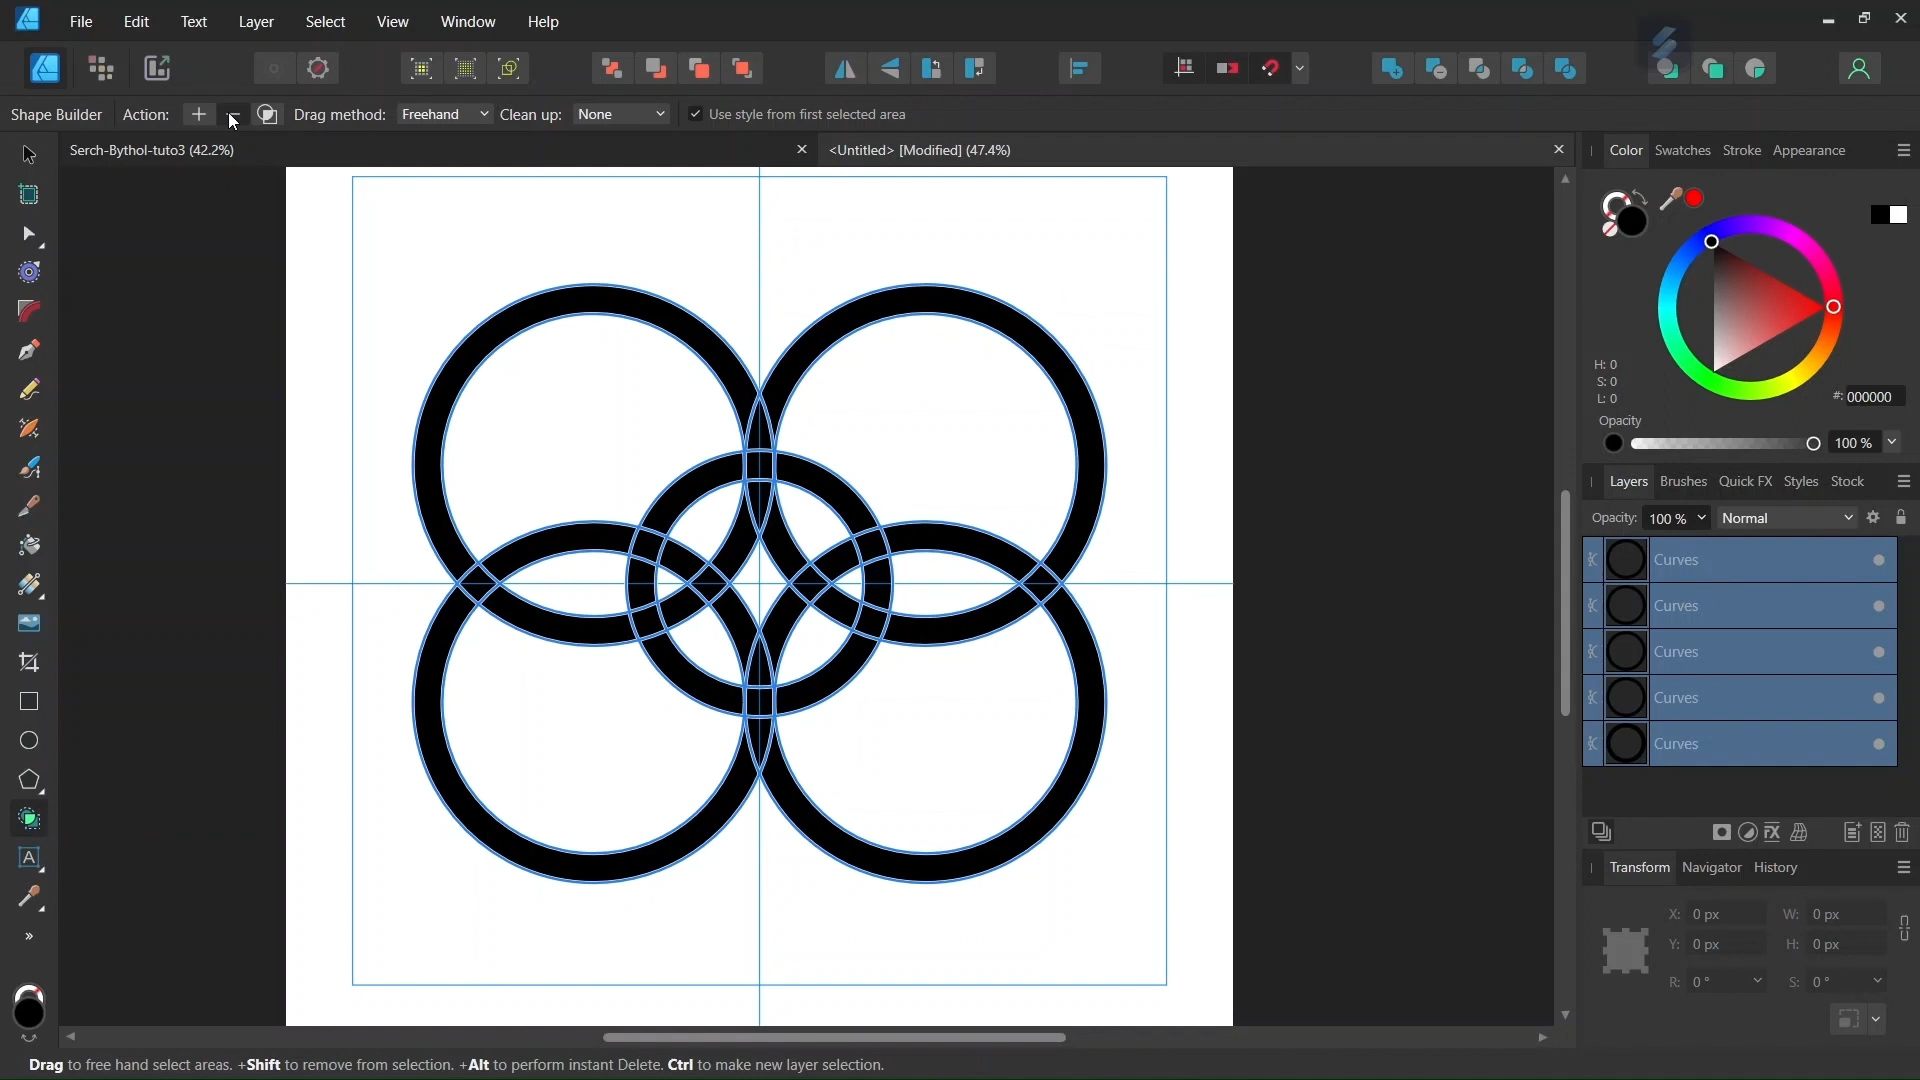 File Edit Text Layer Select View Window Help
Shape Builder Action: Drag method: Freehand Clean up: None Use style from first selected area
Serch-Bythol-tuto3 (42.2%)
<Untitled> [Modified] (47.4%)
Color Swatches Stroke Appearance
H: 0
S: 0
L: 0
#: 000000
Opacity
100 %
Layers Brushes Quick FX Styles Stock
Opacity: 100 % Normal
Curves
Curves
Curves
Curves
Curves
Transform Navigator History
X: 0 px W: 0 px
Y: 0 px H: 0 px
R: 0 ° S: 0 °
Drag to free hand select areas. +Shift to remove from selection. +Alt to perform instant Delete. Ctrl to make new layer selection.